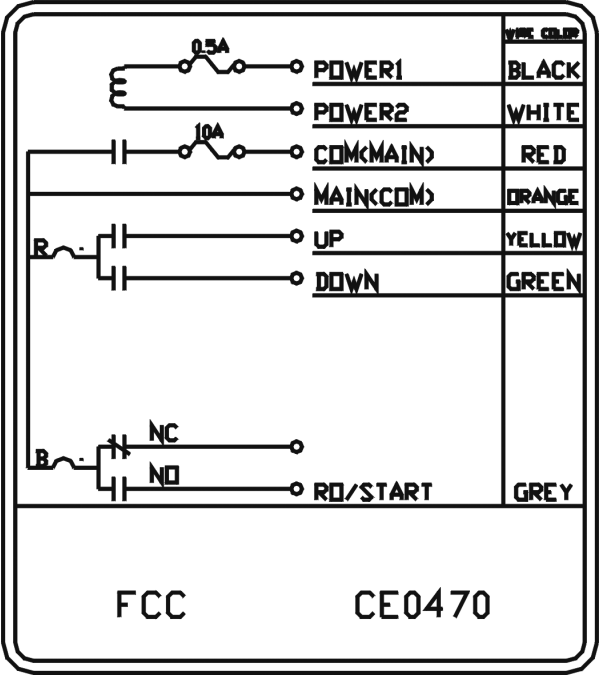 WIRE COLOR
0.5A
POWER1 BLACK
POWER2 WHITE
10A
COM(MAIN) RED
MAIN(COM) ORANGE
R UP YELLOW
DOWN GREEN
NC
B
NO
RO/START GREY
FCC CE0470